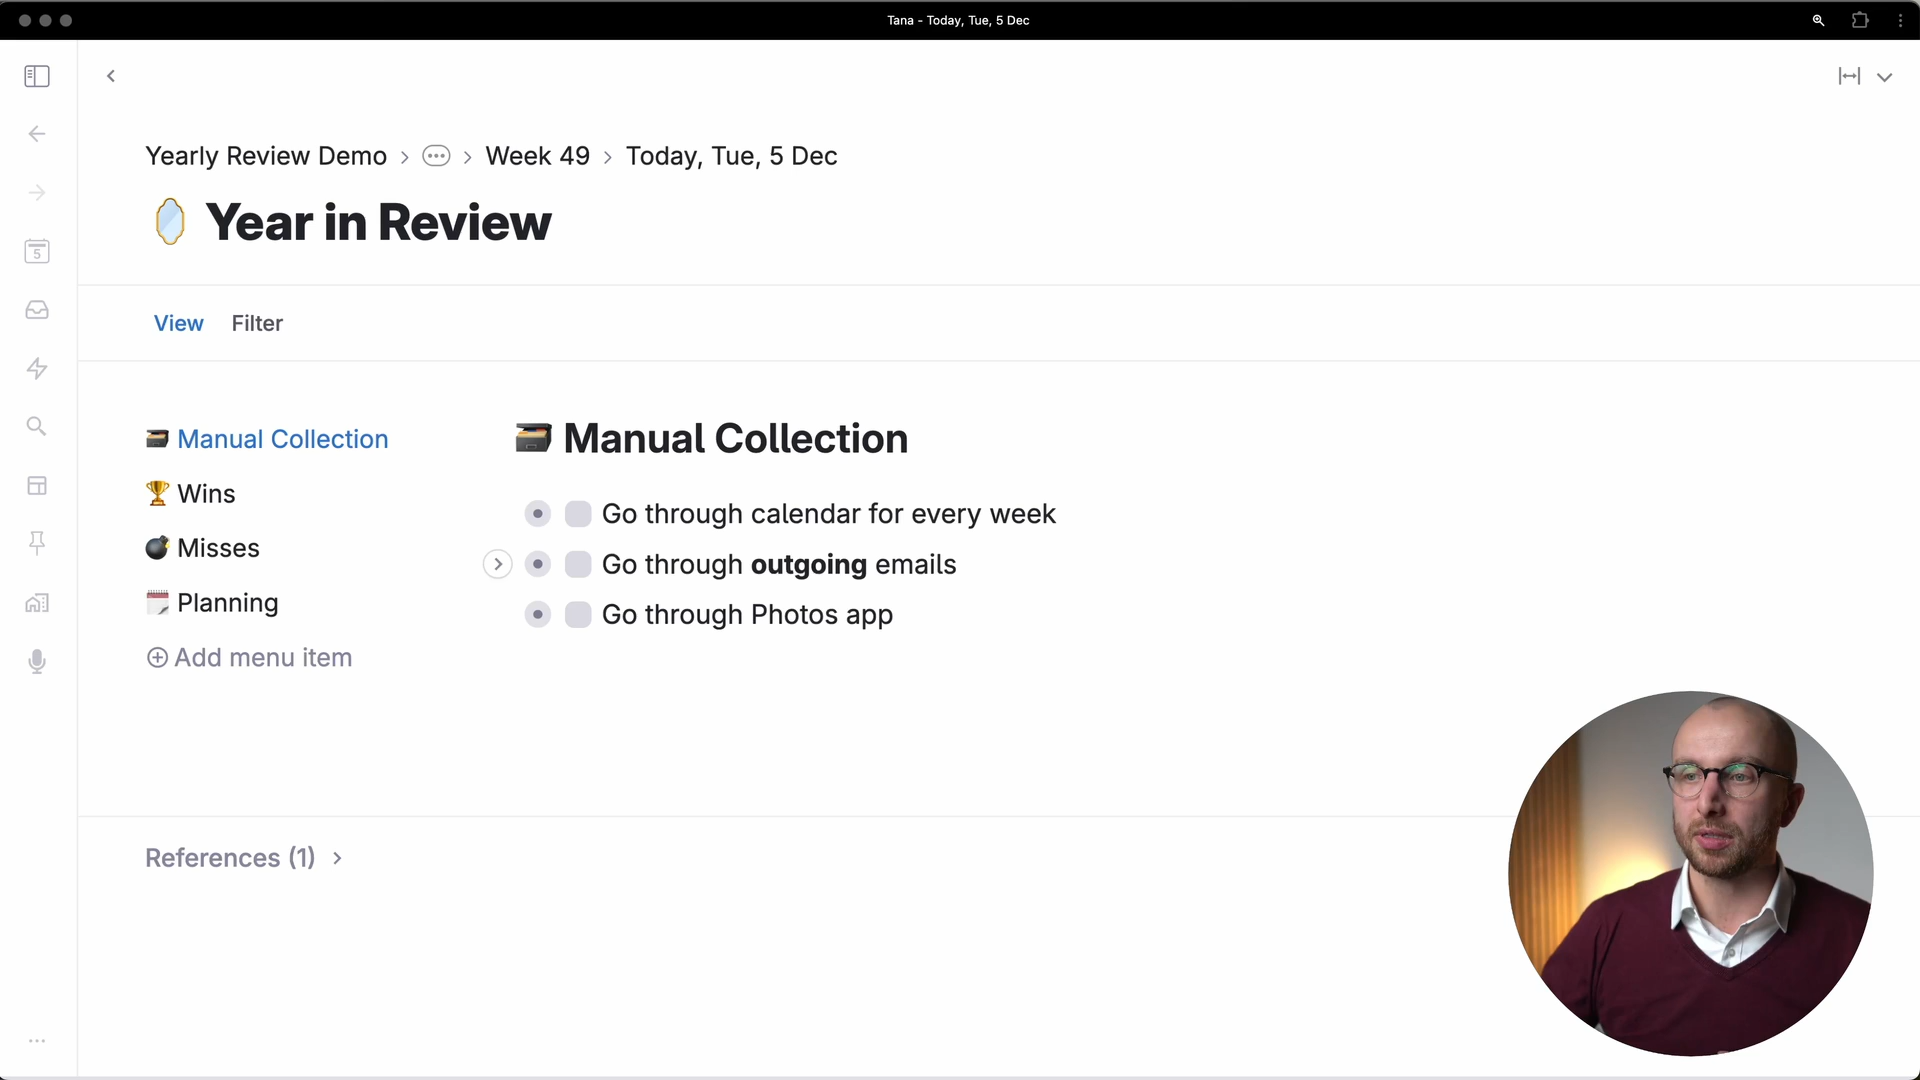 Tana - Today, Tue, 5 Dec
Yearly Review Demo > ... > Week 49 > Today, Tue, 5 Dec
Year in Review
5
View Filter
Manual Collection
Wins
Misses
Planning
Add menu item
Manual Collection
Go through calendar for every week
Go through outgoing emails
Go through Photos app
References (1) >